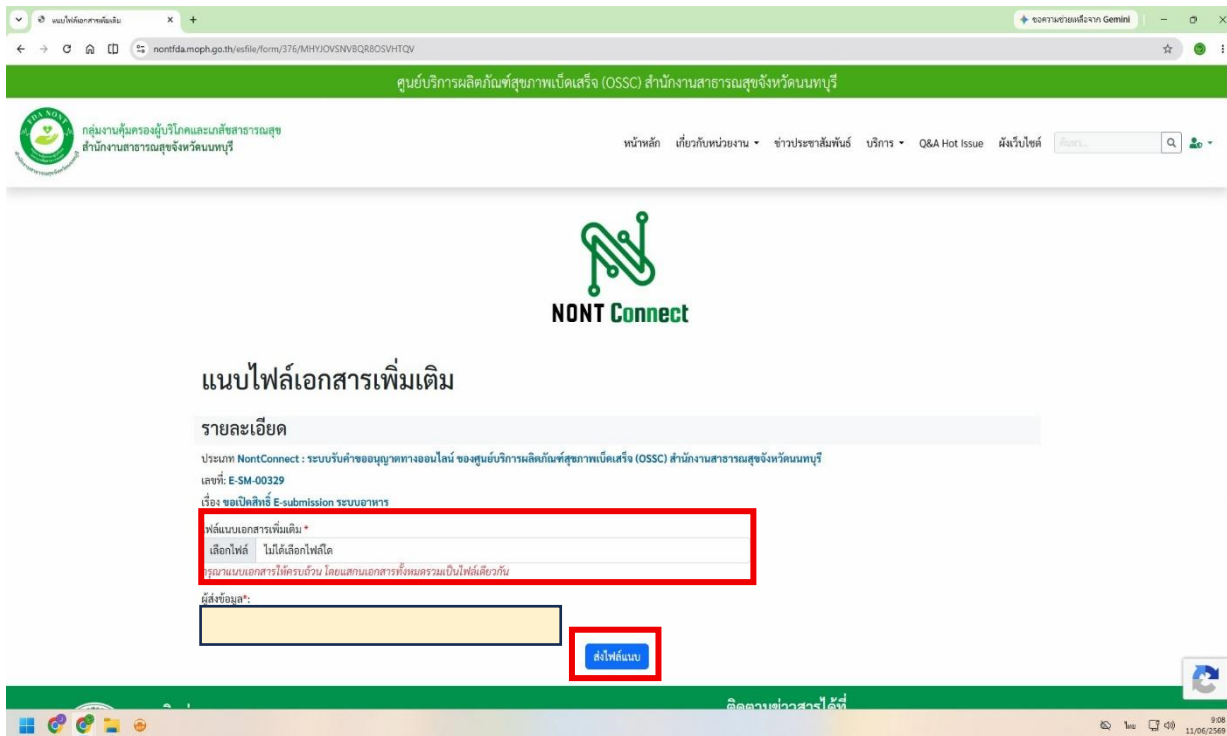 แนบไฟล์เอกสารเพิ่มเติม
ขอความช่วยเหลือจาก Gemini
nontfda.moph.go.th/esfile/form/376/MHYJOVSNVBQR8OSVHTQV
ศูนย์บริการผลิตภัณฑ์สุขภาพเบ็ดเสร็จ (OSSC) สำนักงานสาธารณสุขจังหวัดนนทบุรี
FDA NONT
กลุ่มงานคุ้มครองผู้บริโภคและเภสัชสาธารณสุข
สำนักงานสาธารณสุขจังหวัดนนทบุรี
หน้าหลัก เกี่ยวกับหน่วยงาน ข่าวประชาสัมพันธ์ บริการ Q&A Hot Issue ผังเว็บไซต์ ค้นหา...
NONT Connect
แนบไฟล์เอกสารเพิ่มเติม
รายละเอียด
ประเภท NontConnect : ระบบรับคำขออนุญาตทางออนไลน์ ของศูนย์บริการผลิตภัณฑ์สุขภาพเบ็ดเสร็จ (OSSC) สำนักงานสาธารณสุขจังหวัดนนทบุรี
เลขที่: E-SM-00329
เรื่อง ขอเปิดสิทธิ์ E-submission ระบบอาหาร
ไฟล์แนบเอกสารเพิ่มเติม *
เลือกไฟล์ ไม่ได้เลือกไฟล์ใด
กรุณาแนบเอกสารให้ครบถ้วน โดยสแกนเอกสารทั้งหมดรวมเป็นไฟล์เดียวกัน
ผู้ส่งข้อมูล*:
ส่งไฟล์แนบ
ติดตามข่าวสารได้ที่
ไทย
9:08
11/06/2569